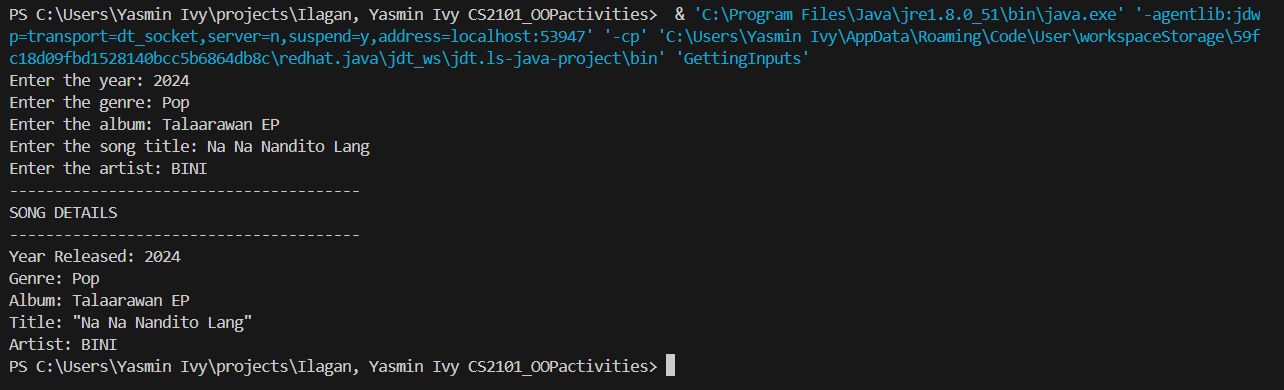 PS C:\Users\Yasmin Ivy\projects\Ilagan, Yasmin Ivy CS2101_OOPactivities>  & 'C:\Program Files\Java\jre1.8.0_51\bin\java.exe' '-agentlib:jdw
p=transport=dt_socket,server=n,suspend=y,address=localhost:53947' '-cp' 'C:\Users\Yasmin Ivy\AppData\Roaming\Code\User\workspaceStorage\59f
c18d09fbd1528140bcc5b6864db8c\redhat.java\jdt_ws\jdt.ls-java-project\bin' 'GettingInputs'
Enter the year: 2024
Enter the genre: Pop
Enter the album: Talaarawan EP
Enter the song title: Na Na Nandito Lang
Enter the artist: BINI
---------------------------------------
SONG DETAILS
---------------------------------------
Year Released: 2024
Genre: Pop
Album: Talaarawan EP
Title: "Na Na Nandito Lang"
Artist: BINI
PS C:\Users\Yasmin Ivy\projects\Ilagan, Yasmin Ivy CS2101_OOPactivities>